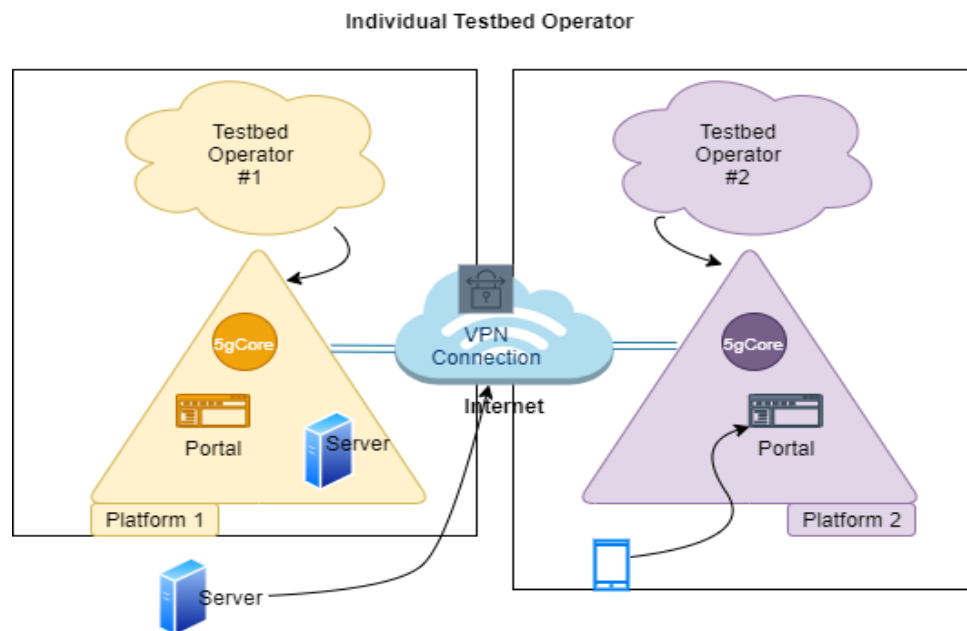 Individual Testbed Operator
Testbed
Operator
#1
Testbed
Operator
#2
5gCore
Portal
Server
Platform 1
VPN
Connection
Internet
5gCore
Portal
Platform 2
Server